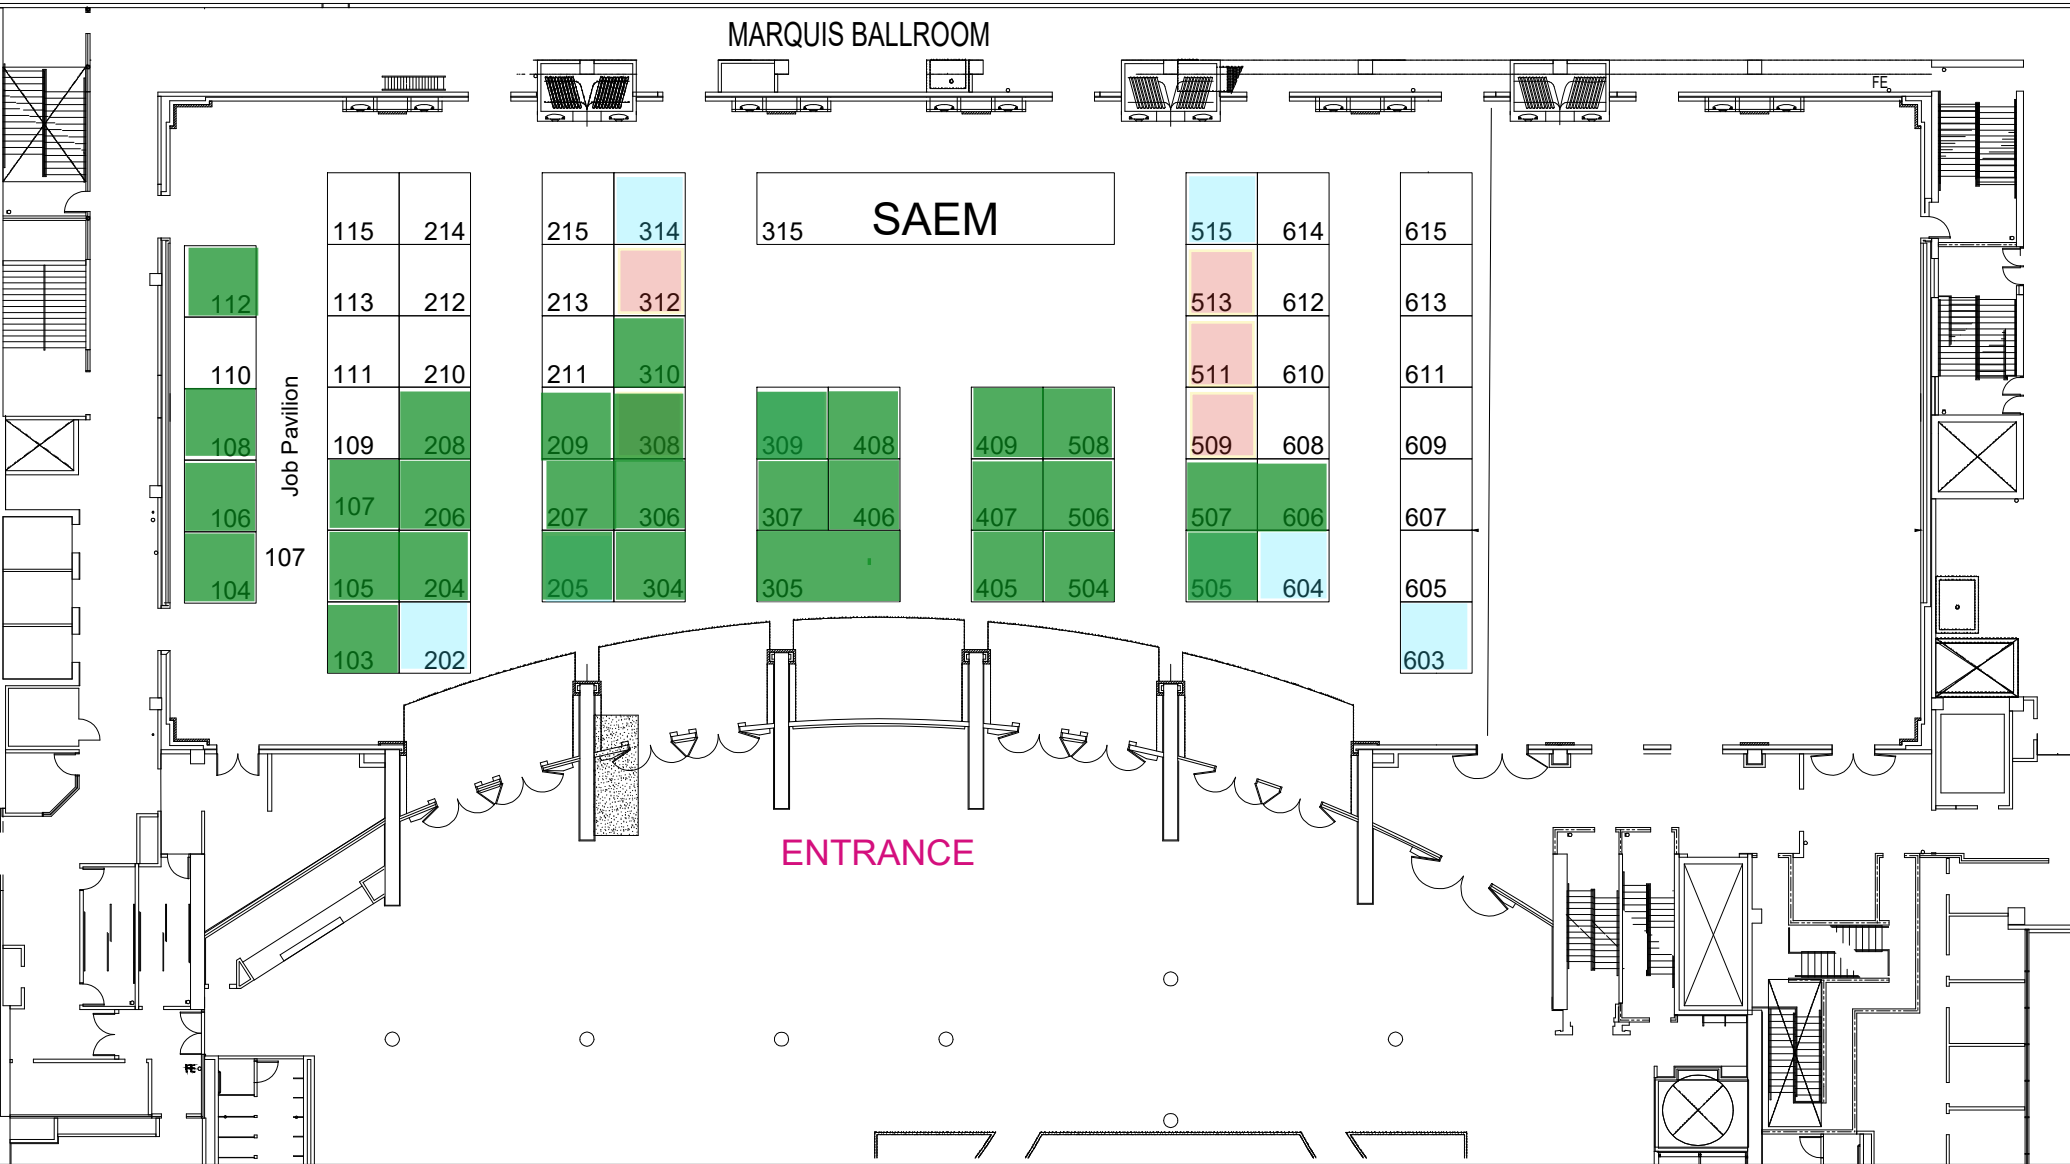 MARQUIS BALLROOM
FE
115 214 215 314 315 SAEM 515 614 615
112 113 212 213 312 513 612 613
110 111 210 211 310 511 610 611
Job Pavilion
108 109 208 209 308 309 408 409 508 509 608 609
106 107 206 207 306 307 406 407 506 507 606 607
107
104 105 204 205 304 305 405 504 505 604 605
103 202 603
ENTRANCE